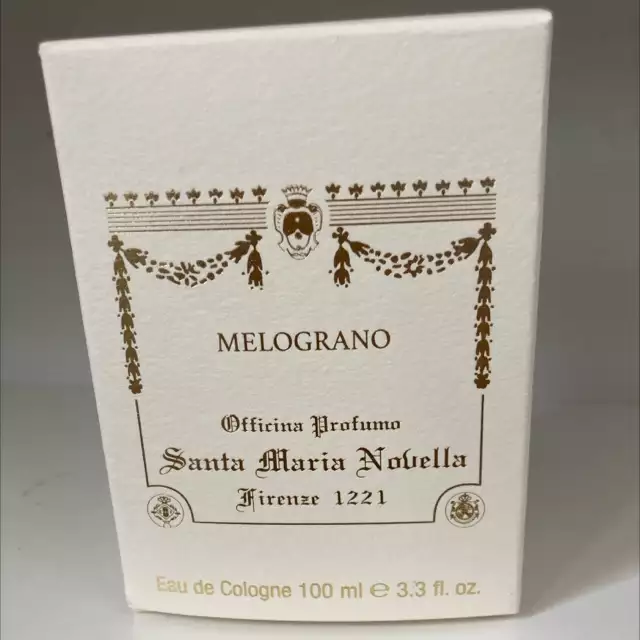 MELOGRANO
Officina Profumo
Santa Maria Novella
Firenze 1221
Eau de Cologne 100 ml ℮ 3.3 fl. oz.